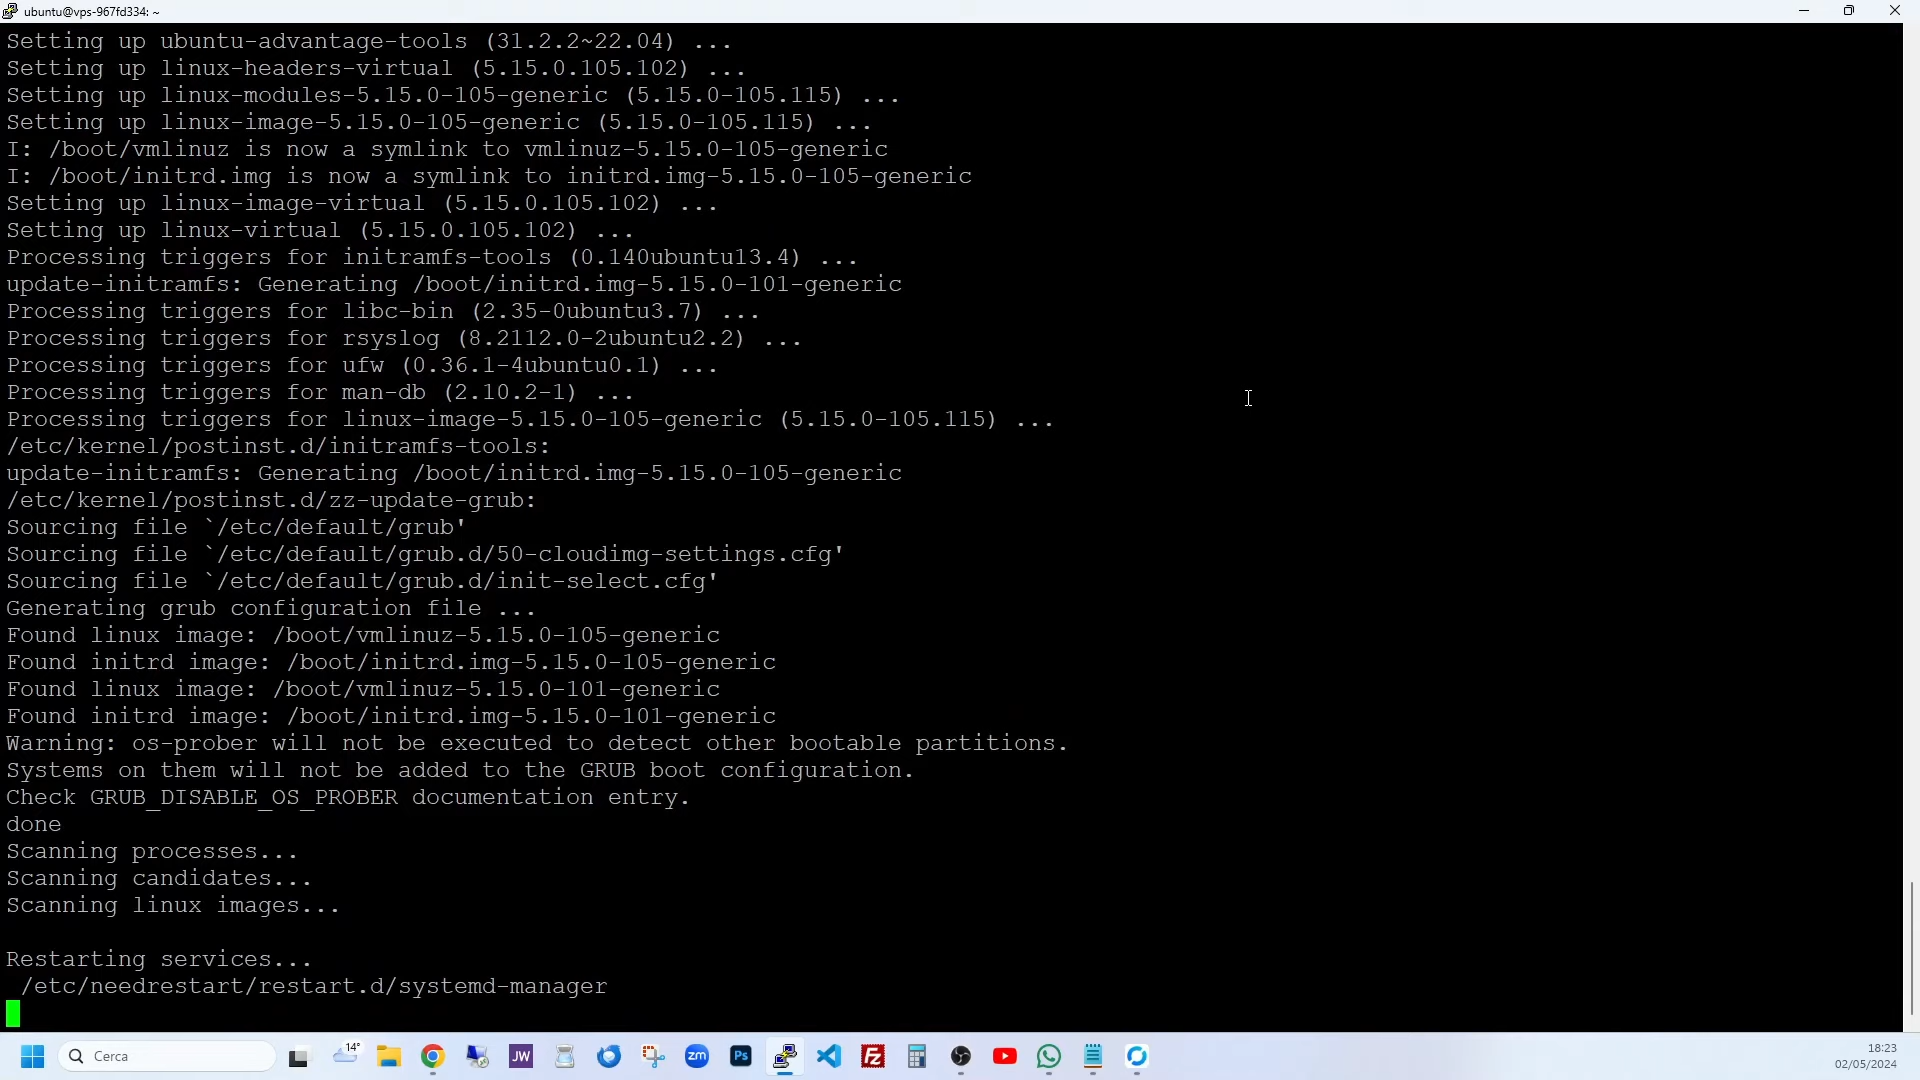 ubuntu@vps-967fd334: ~
Setting up ubuntu-advantage-tools (31.2.2~22.04) ...
Setting up linux-headers-virtual (5.15.0.105.102) ...
Setting up linux-modules-5.15.0-105-generic (5.15.0-105.115) ...
Setting up linux-image-5.15.0-105-generic (5.15.0-105.115) ...
I: /boot/vmlinuz is now a symlink to vmlinuz-5.15.0-105-generic
I: /boot/initrd.img is now a symlink to initrd.img-5.15.0-105-generic
Setting up linux-image-virtual (5.15.0.105.102) ...
Setting up linux-virtual (5.15.0.105.102) ...
Processing triggers for initramfs-tools (0.140ubuntu13.4) ...
update-initramfs: Generating /boot/initrd.img-5.15.0-101-generic
Processing triggers for libc-bin (2.35-0ubuntu3.7) ...
Processing triggers for rsyslog (8.2112.0-2ubuntu2.2) ...
Processing triggers for ufw (0.36.1-4ubuntu0.1) ...
Processing triggers for man-db (2.10.2-1) ...
Processing triggers for linux-image-5.15.0-105-generic (5.15.0-105.115) ...
/etc/kernel/postinst.d/initramfs-tools:
update-initramfs: Generating /boot/initrd.img-5.15.0-105-generic
/etc/kernel/postinst.d/zz-update-grub:
Sourcing file `/etc/default/grub'
Sourcing file `/etc/default/grub.d/50-cloudimg-settings.cfg'
Sourcing file `/etc/default/grub.d/init-select.cfg'
Generating grub configuration file ...
Found linux image: /boot/vmlinuz-5.15.0-105-generic
Found initrd image: /boot/initrd.img-5.15.0-105-generic
Found linux image: /boot/vmlinuz-5.15.0-101-generic
Found initrd image: /boot/initrd.img-5.15.0-101-generic
Warning: os-prober will not be executed to detect other bootable partitions.
Systems on them will not be added to the GRUB boot configuration.
Check GRUB_DISABLE_OS_PROBER documentation entry.
done
Scanning processes...
Scanning candidates...
Scanning linux images...
Restarting services...
/etc/needrestart/restart.d/systemd-manager
Cerca
14°
JW
zm
Ps
FZ
18:23
02/05/2024